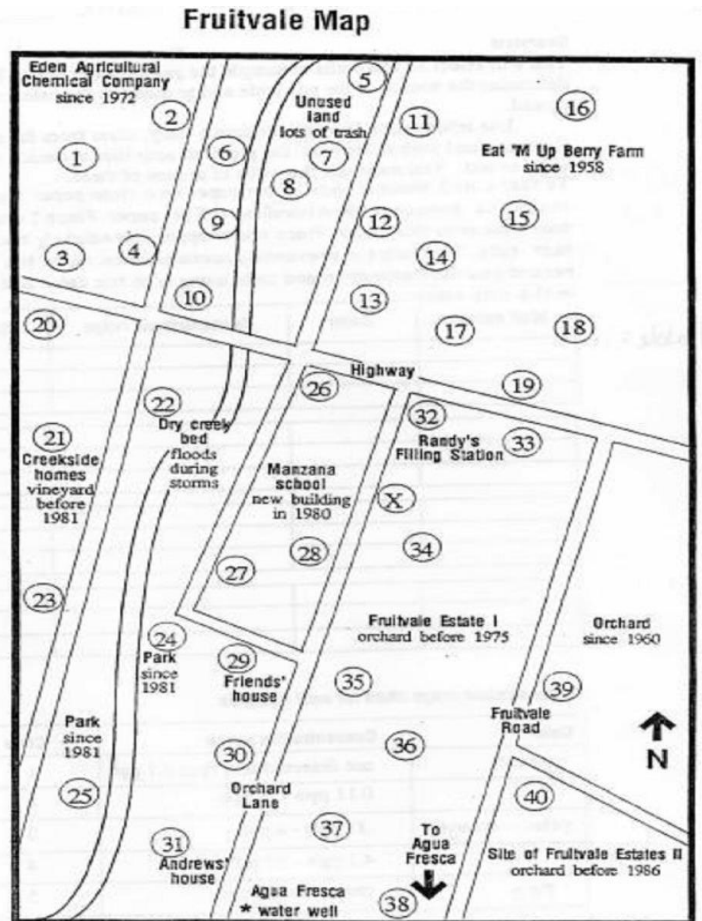 Fruitvale Map
Eden Agricultural
Chemical Company
since 1972
1
2
3
4
5
Unused
land
lots of trash
6
7
8
9
10
11
16
Eat 'M Up Berry Farm
since 1958
15
12
14
13
17
18
19
20
Highway
21
Creekside
homes
vineyard
before
1981
22
Dry creek
bed
floods
during
storms
23
26
Manzana
school
new building
in 1980
27
28
32
Randy's
Filling Station
33
X
34
Fruitvale Estate I
orchard before 1975
Orchard
since 1960
24
Park
since
1981
29
Friends'
house
35
39
Fruitvale
Road
N
Park
since
1981
25
30
Orchard
Lane
36
40
31
Andrews'
house
37
To
Agua
Fresca
Site of Fruitvale Estates II
orchard before 1986
Agua Fresca
* water well
38